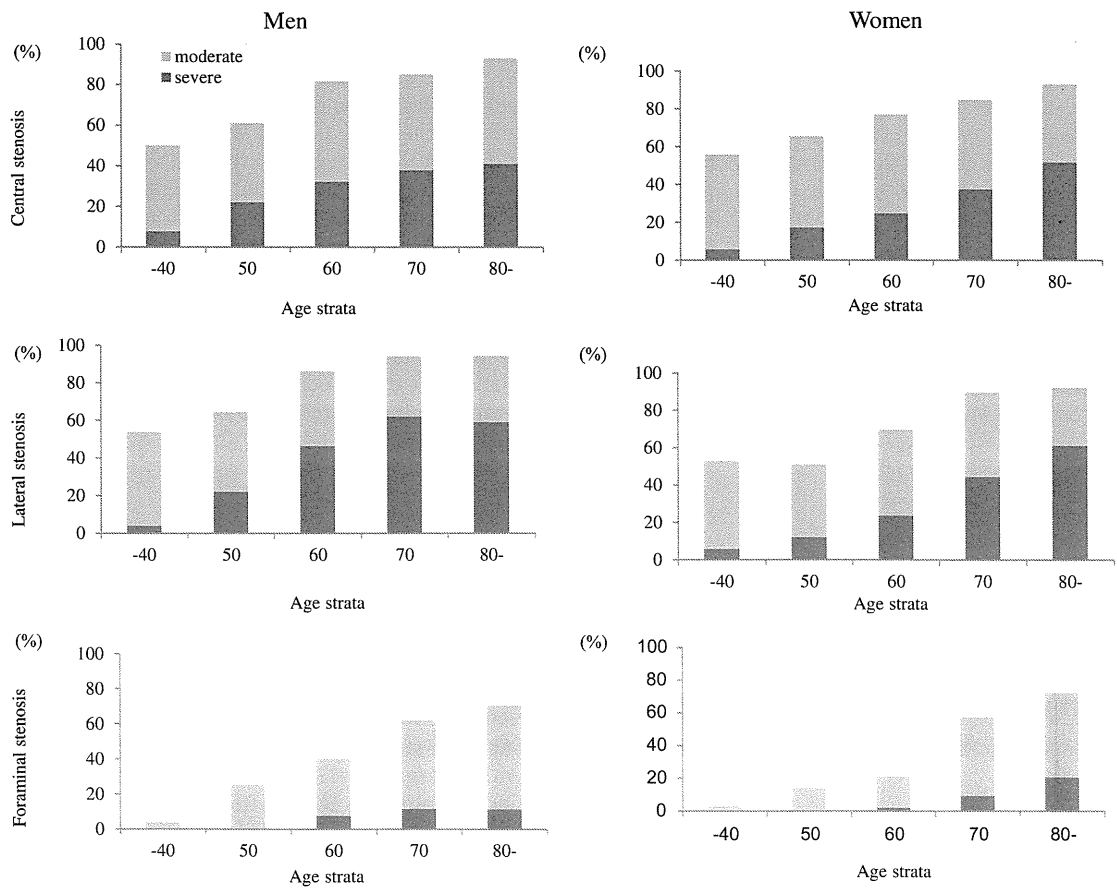 Men
Women
(%)
Central stenosis
100
80
60
40
20
0
moderate
severe
-40 50 60 70 80-
Age strata
(%)
100
80
60
40
20
0
-40 50 60 70 80-
Age strata
(%)
Lateral stenosis
100
80
60
40
20
0
-40 50 60 70 80-
Age strata
(%)
100
80
60
40
20
0
-40 50 60 70 80-
Age strata
(%)
Foraminal stenosis
100
80
60
40
20
0
-40 50 60 70 80-
Age strata
(%)
100
80
60
40
20
0
-40 50 60 70 80-
Age strata